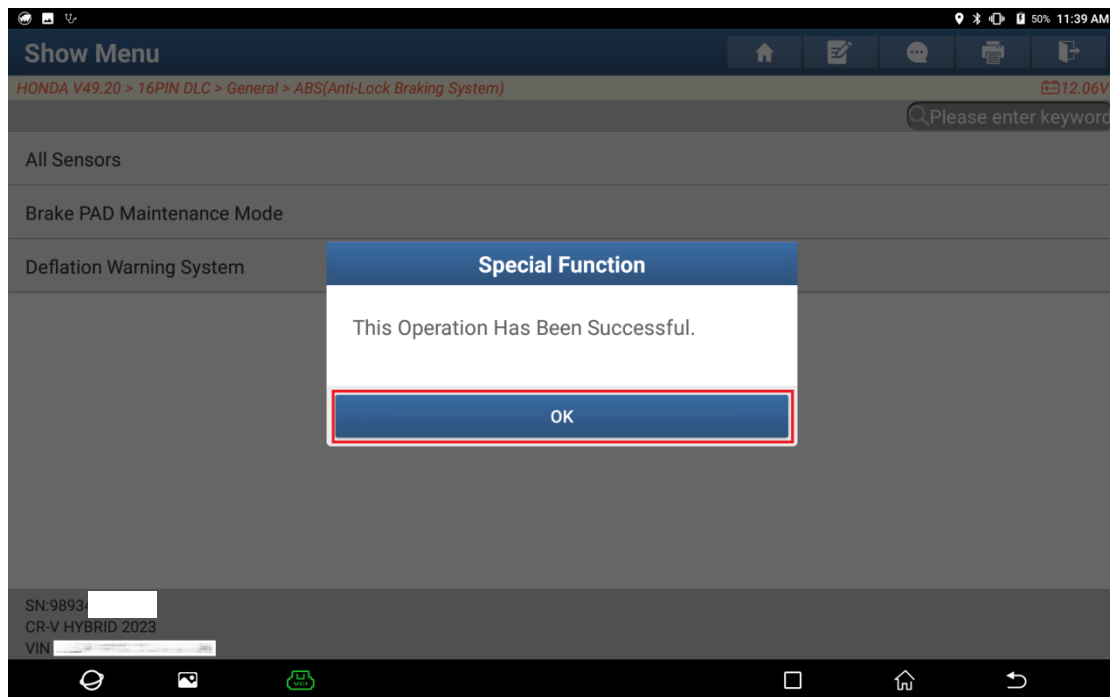 50% 11:39 AM
Show Menu
HONDA V49.20 > 16PIN DLC > General > ABS(Anti-Lock Braking System)
12.06V
Please enter keyword
All Sensors
Brake PAD Maintenance Mode
Deflation Warning System
Special Function
This Operation Has Been Successful.
OK
SN:98934
CR-V HYBRID 2023
VIN
VCI